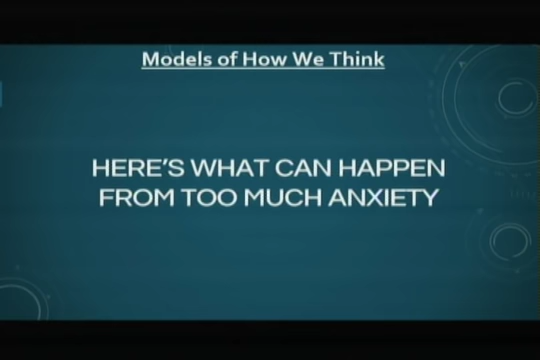 Models of How We Think
HERE'S WHAT CAN HAPPEN
FROM TOO MUCH ANXIETY